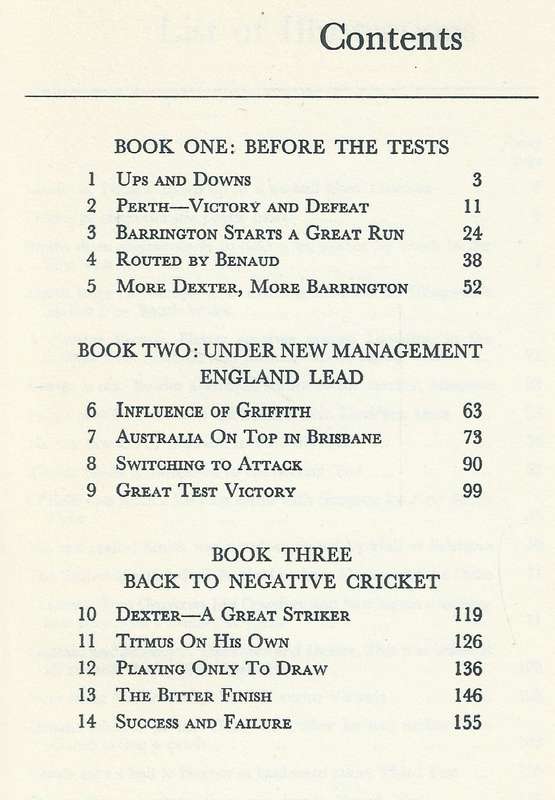 Contents
BOOK ONE: BEFORE THE TESTS
1 Ups and Downs 3
2 Perth—Victory and Defeat 11
3 Barrington Starts a Great Run 24
4 Routed by Benaud 38
5 More Dexter, More Barrington 52
BOOK TWO: UNDER NEW MANAGEMENT
ENGLAND LEAD
6 Influence of Griffith 63
7 Australia On Top in Brisbane 73
8 Switching to Attack 90
9 Great Test Victory 99
BOOK THREE
BACK TO NEGATIVE CRICKET
10 Dexter—A Great Striker 119
11 Titmus On His Own 126
12 Playing Only To Draw 136
13 The Bitter Finish 146
14 Success and Failure 155